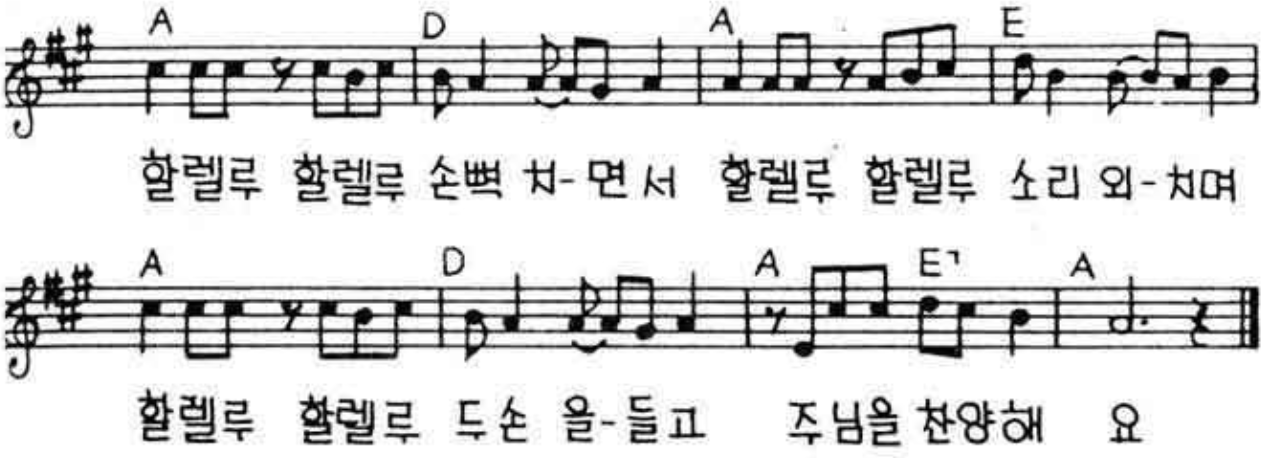 A D A E
할렐루 할렐루 손뼉 치-면서 할렐루 할렐루 소리 외-치며
A D A E7 A
할렐루 할렐루 두손 을-들고 주님을 찬양해 요